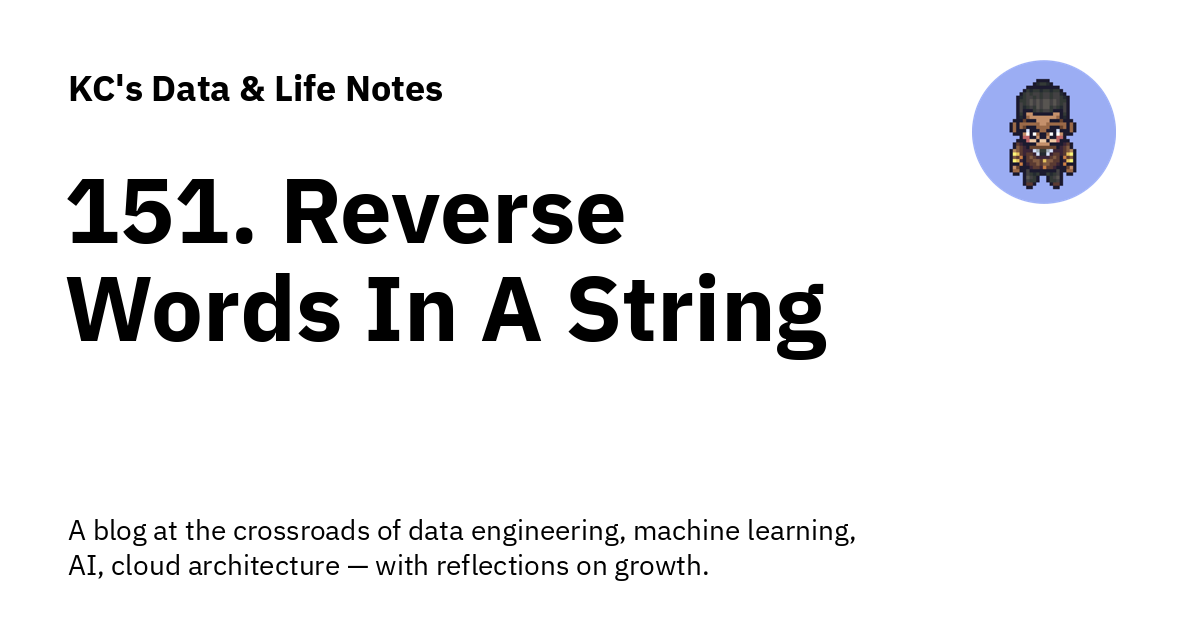 KC's Data & Life Notes
151. Reverse
Words In A String
A blog at the crossroads of data engineering, machine learning,
AI, cloud architecture — with reflections on growth.